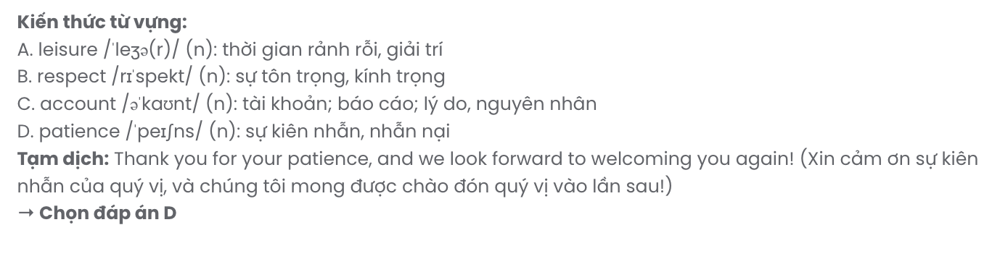 Kiến thức từ vựng:
A. leisure /ˈleʒə(r)/ (n): thời gian rảnh rỗi, giải trí
B. respect /rɪˈspekt/ (n): sự tôn trọng, kính trọng
C. account /əˈkaʊnt/ (n): tài khoản; báo cáo; lý do, nguyên nhân
D. patience /ˈpeɪʃns/ (n): sự kiên nhẫn, nhẫn nại
Tạm dịch: Thank you for your patience, and we look forward to welcoming you again! (Xin cảm ơn sự kiên
nhẫn của quý vị, và chúng tôi mong được chào đón quý vị vào lần sau!)
→ Chọn đáp án D